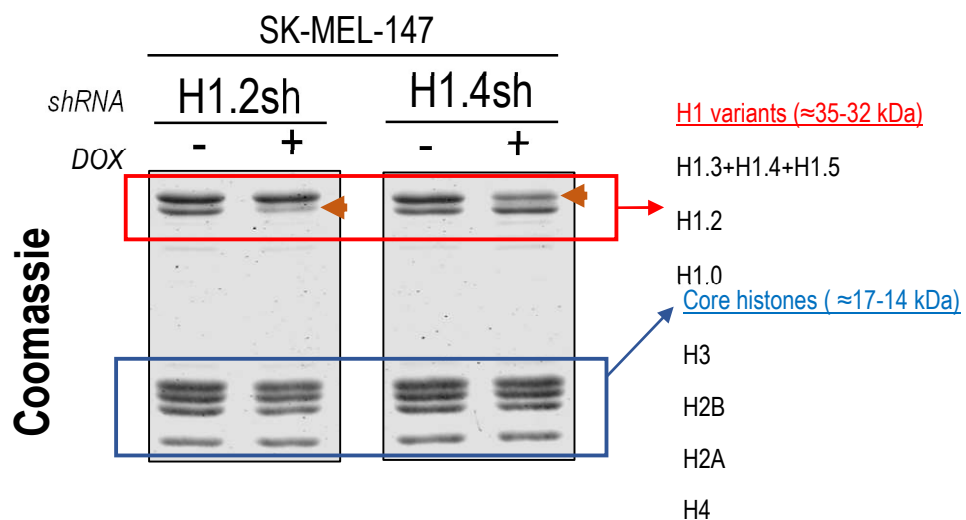 SK-MEL-147
shRNA H1.2sh H1.4sh
DOX - + - +
Coomassie
H1 variants (≈35-32 kDa)
H1.3+H1.4+H1.5
H1.2
H1.0
Core histones ( ≈17-14 kDa)
H3
H2B
H2A
H4